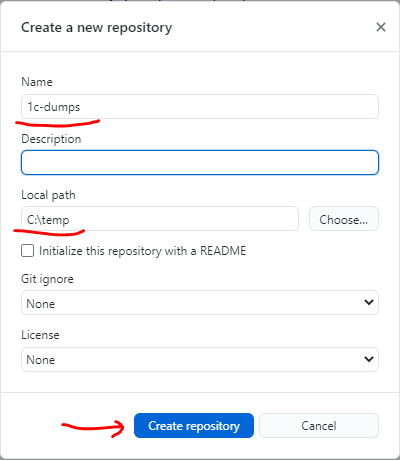 Create a new repository
Name
1c-dumps
Description
Local path
C:\temp
Choose...
Initialize this repository with a README
Git ignore
None
License
None
Create repository
Cancel